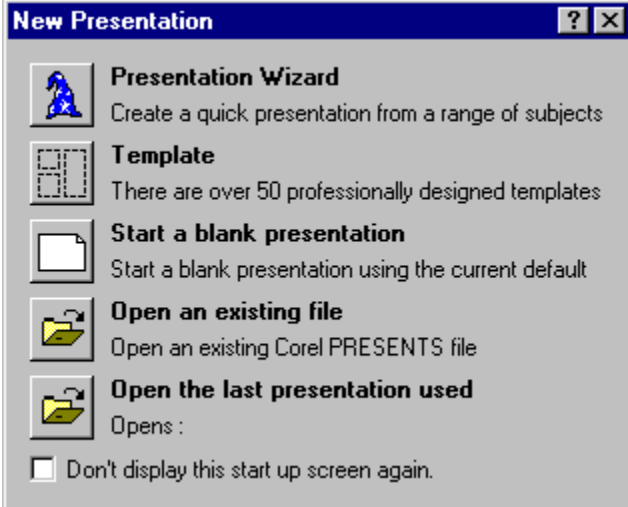 New Presentation
Presentation Wizard
Create a quick presentation from a range of subjects
Template
There are over 50 professionally designed templates
Start a blank presentation
Start a blank presentation using the current default
Open an existing file
Open an existing Corel PRESENTS file
Open the last presentation used
Opens :
Don't display this start up screen again.